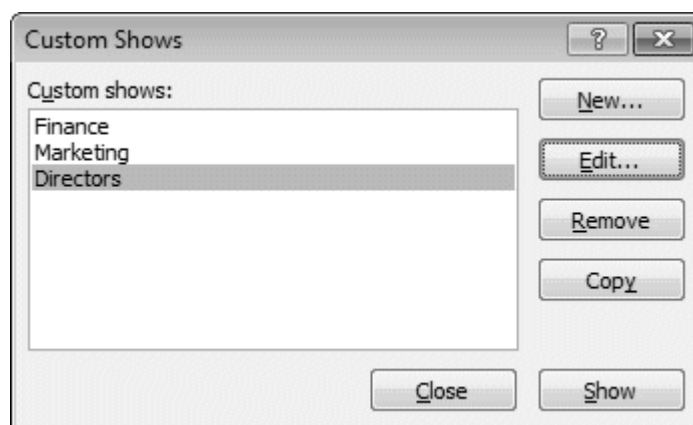 Custom Shows
?
Custom shows:
Finance
Marketing
Directors
New...
Edit...
Remove
Copy
Close
Show